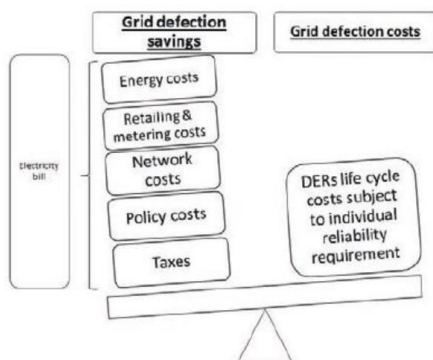 Grid defection
savings
Grid defection costs
Electricity
bill
Energy costs
Retailing &
metering costs
Network
costs
Policy costs
Taxes
DERs life cycle
costs subject
to individual
reliability
requirement